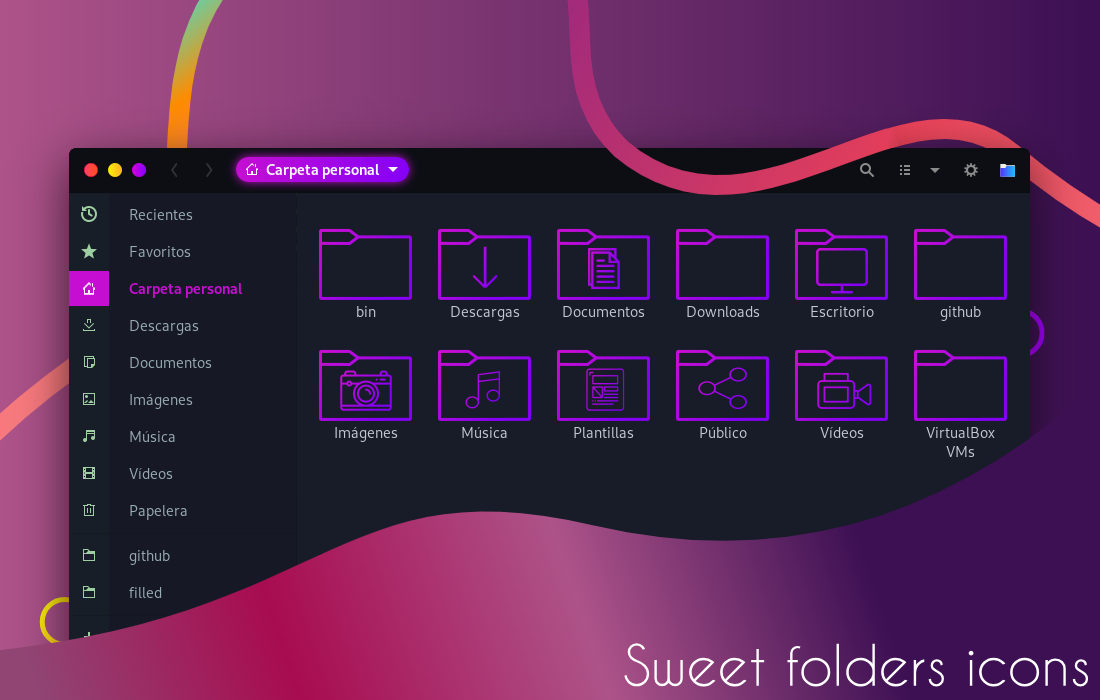 Carpeta personal
Recientes
Favoritos
Carpeta personal
Descargas
Documentos
Imágenes
Música
Vídeos
Papelera
github
filled
bin
Descargas
Documentos
Downloads
Escritorio
github
Imágenes
Música
Plantillas
Público
Vídeos
VirtualBox
VMs
Sweet folders icons